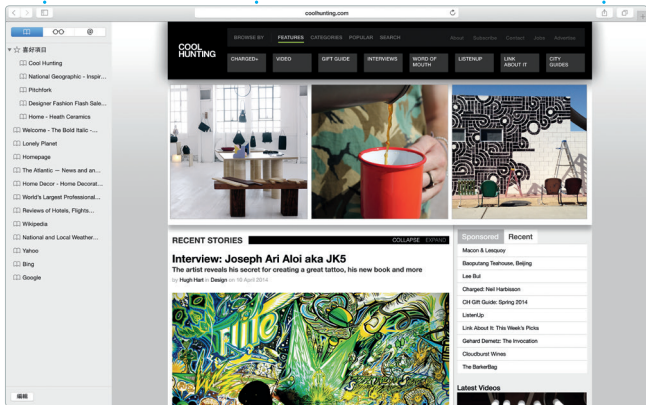 coolhunting.com
@
喜好項目
Cool Hunting
National Geographic - Inspir...
Pitchfork
Designer Fashion Flash Sale...
Home - Heath Ceramics
Welcome - The Bold Italic -...
Lonely Planet
Homepage
The Atlantic — News and an...
Home Decor - Home Decorat...
World's Largest Professional...
Reviews of Hotels, Flights...
Wikipedia
National and Local Weather...
Yahoo
Bing
Google
編輯
COOL
HUNTING
BROWSE BY FEATURES CATEGORIES POPULAR SEARCH
About Subscribe Contact Jobs Advertise
CHARGED+
VIDEO
GIFT GUIDE
INTERVIEWS
WORD OF
MOUTH
LISTENUP
LINK
ABOUT IT
CITY
GUIDES
RECENT STORIES
COLLAPSE EXPAND
Interview: Joseph Ari Aloi aka JK5
The artist reveals his secret for creating a great tattoo, his new book and more
by Hugh Hart in Design on 10 April 2014
Sponsored Recent
Macon & Lesquoy
Baoputang Teahouse, Beijing
Lee Bul
Charged: Neil Harbisson
CH Gift Guide: Spring 2014
ListenUp
Link About It: This Week's Picks
Gehard Demetz: The Invocation
Cloudburst Wines
The BarkerBag
Latest Videos